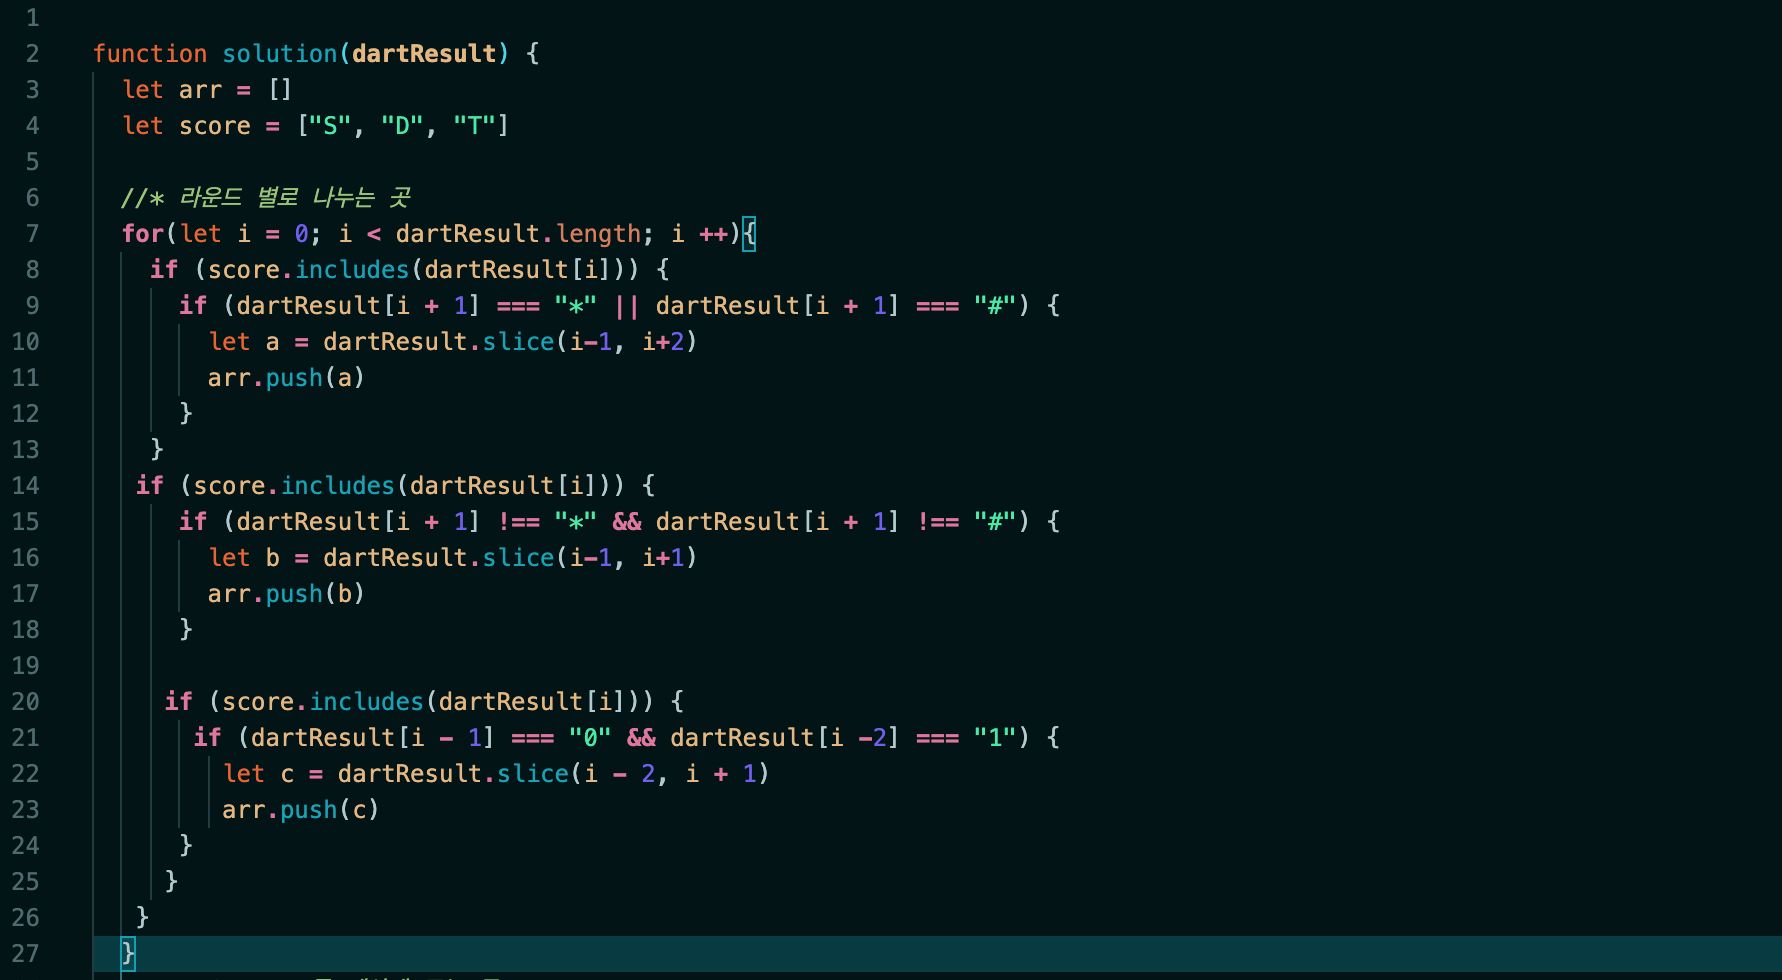 1
2 function solution(dartResult) {
3 let arr = []
4 let score = ["S", "D", "T"]
5
6 //* 라운드 별로 나누는 곳
7 for(let i = 0; i < dartResult.length; i ++){
8 if (score.includes(dartResult[i])) {
9 if (dartResult[i + 1] === "*" || dartResult[i + 1] === "#") {
10 let a = dartResult.slice(i-1, i+2)
11 arr.push(a)
12 }
13 }
14 if (score.includes(dartResult[i])) {
15 if (dartResult[i + 1] !== "*" && dartResult[i + 1] !== "#") {
16 let b = dartResult.slice(i-1, i+1)
17 arr.push(b)
18 }
19
20 if (score.includes(dartResult[i])) {
21 if (dartResult[i - 1] === "0" && dartResult[i -2] === "1") {
22 let c = dartResult.slice(i - 2, i + 1)
23 arr.push(c)
24 }
25 }
26 }
27 }